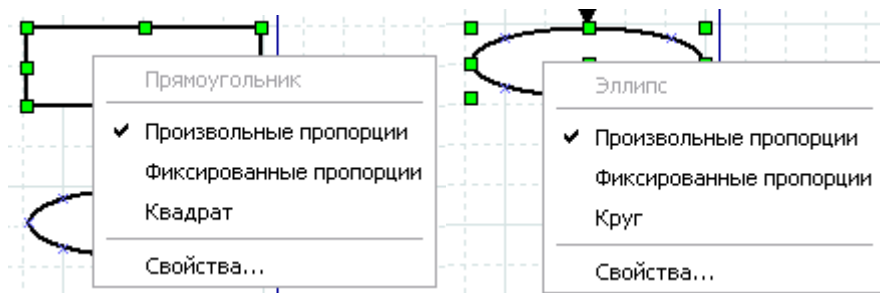 Прямоугольник
Произвольные пропорции
Фиксированные пропорции
Квадрат
Свойства...
Эллипс
Произвольные пропорции
Фиксированные пропорции
Круг
Свойства...